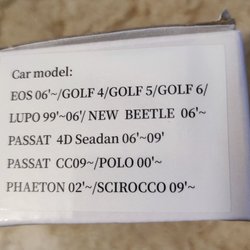 Car model:
EOS 06'~/GOLF 4/GOLF 5/GOLF 6/
LUPO 99'~06'/ NEW BEETLE 06'~
PASSAT 4D Seadan 06'~09'
PASSAT CC09~/POLO 00'~
PHAETON 02'~/SCIROCCO 09'~